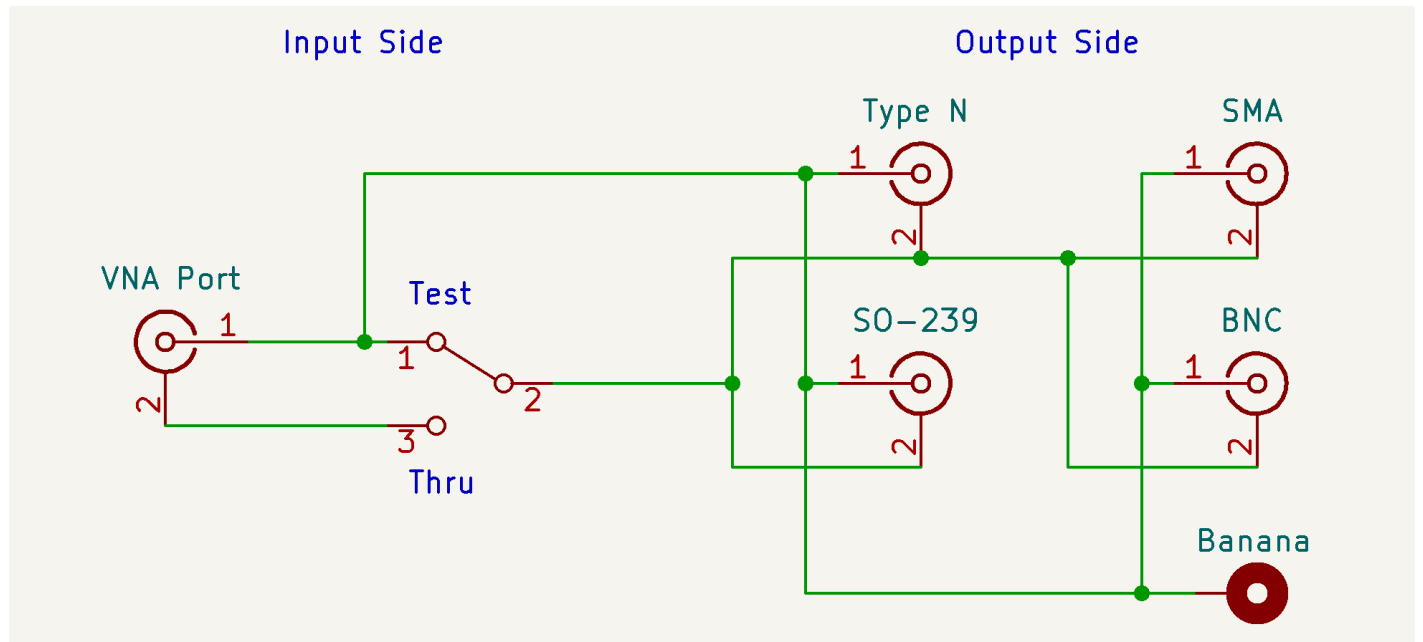 Input Side
Output Side
Type N
SMA
1
1
2
2
VNA Port
Test
SO-239
BNC
1
1
1
1
2
2
3
2
2
Thru
Banana